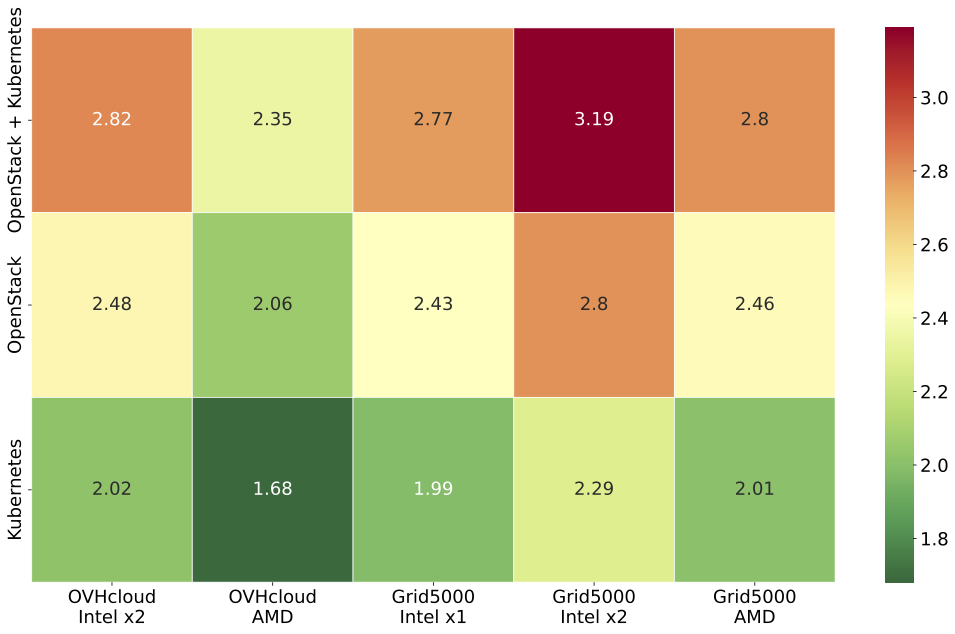 OpenStack + Kubernetes
2.82 2.35 2.77 3.19 2.8
OpenStack
2.48 2.06 2.43 2.8 2.46
Kubernetes
2.02 1.68 1.99 2.29 2.01
OVHcloud
Intel x2
OVHcloud
AMD
Grid5000
Intel x1
Grid5000
Intel x2
Grid5000
AMD
3.0
2.8
2.6
2.4
2.2
2.0
1.8